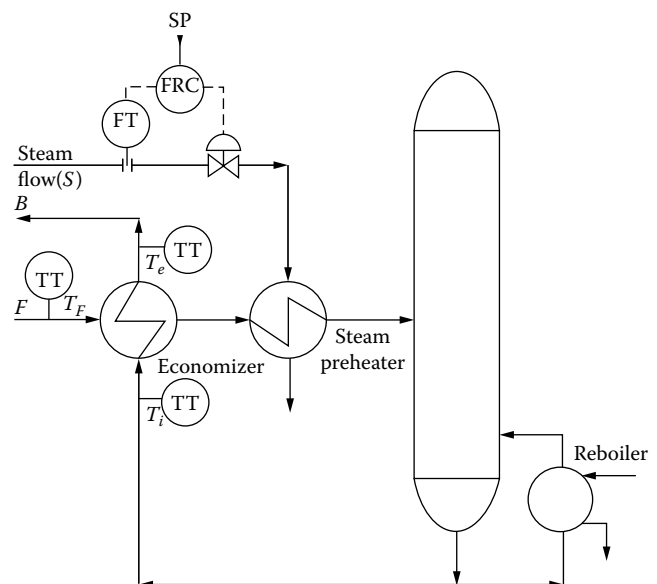 SP
FRC
FT
Steam
flow(S)
B
TT
T_e
TT
F
T_F
Economizer
Steam
preheater
TT
T_i
Reboiler